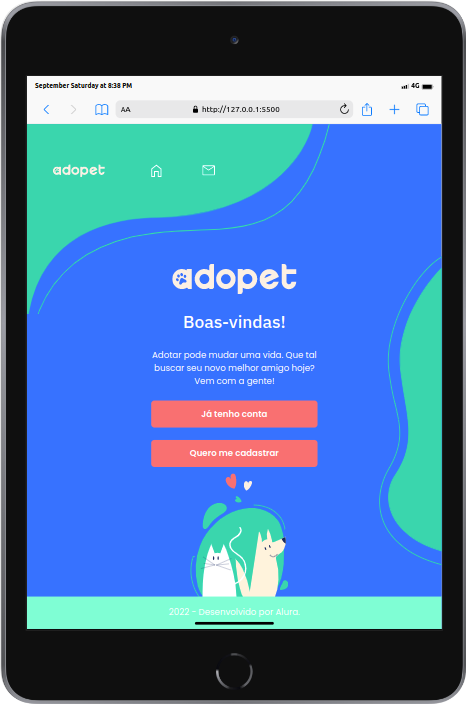 September Saturday at 8:38 PM
4G
AA
http://127.0.0.1:5500
adopet
adopet
Boas-vindas!
Adotar pode mudar uma vida. Que tal
buscar seu novo melhor amigo hoje?
Vem com a gente!
Já tenho conta
Quero me cadastrar
2022 - Desenvolvido por Alura.